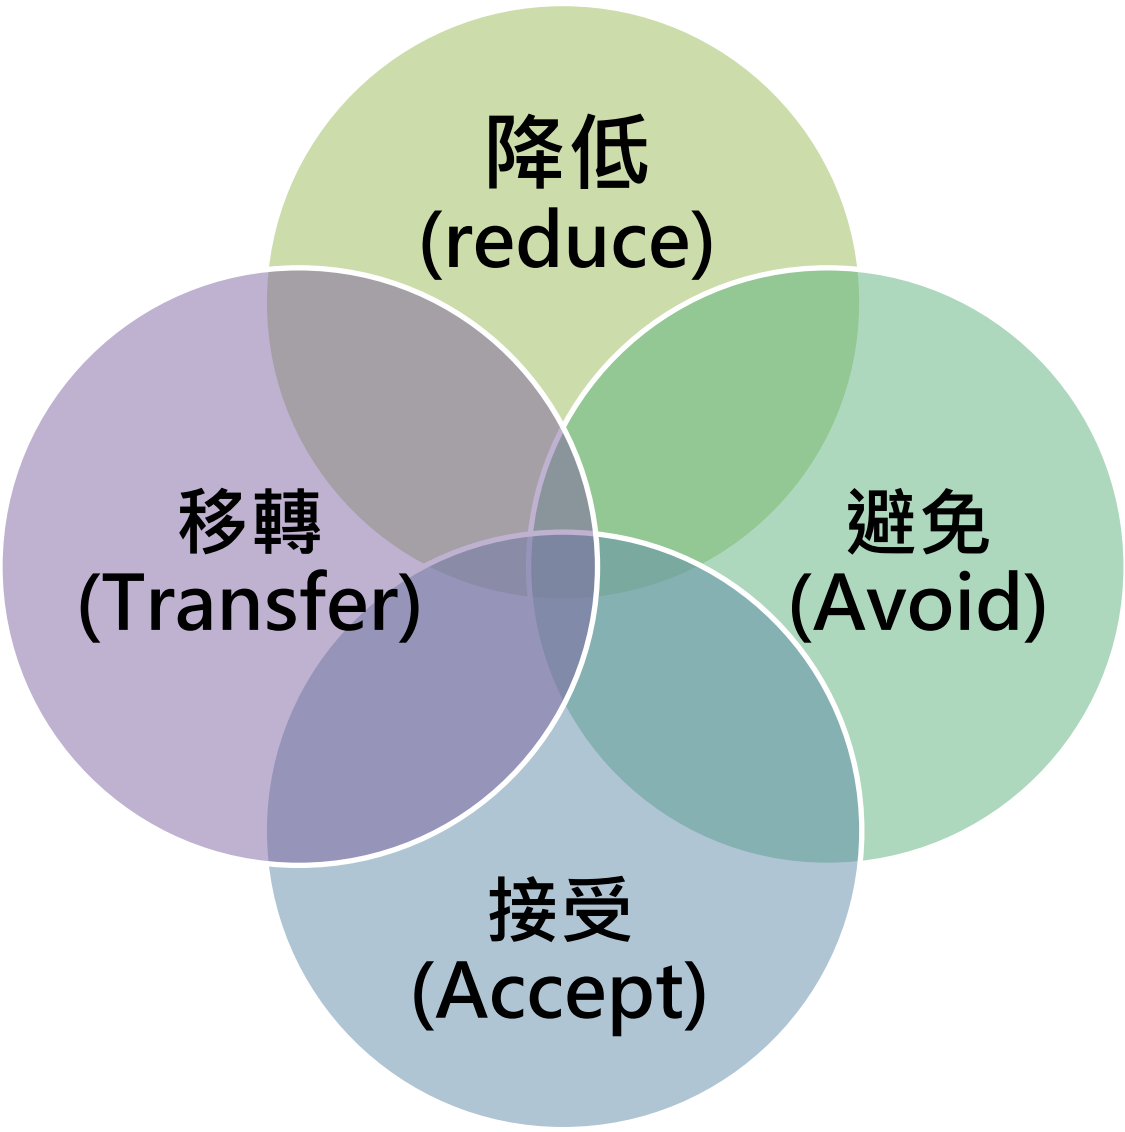 降低
(reduce)
移轉
(Transfer)
避免
(Avoid)
接受
(Accept)